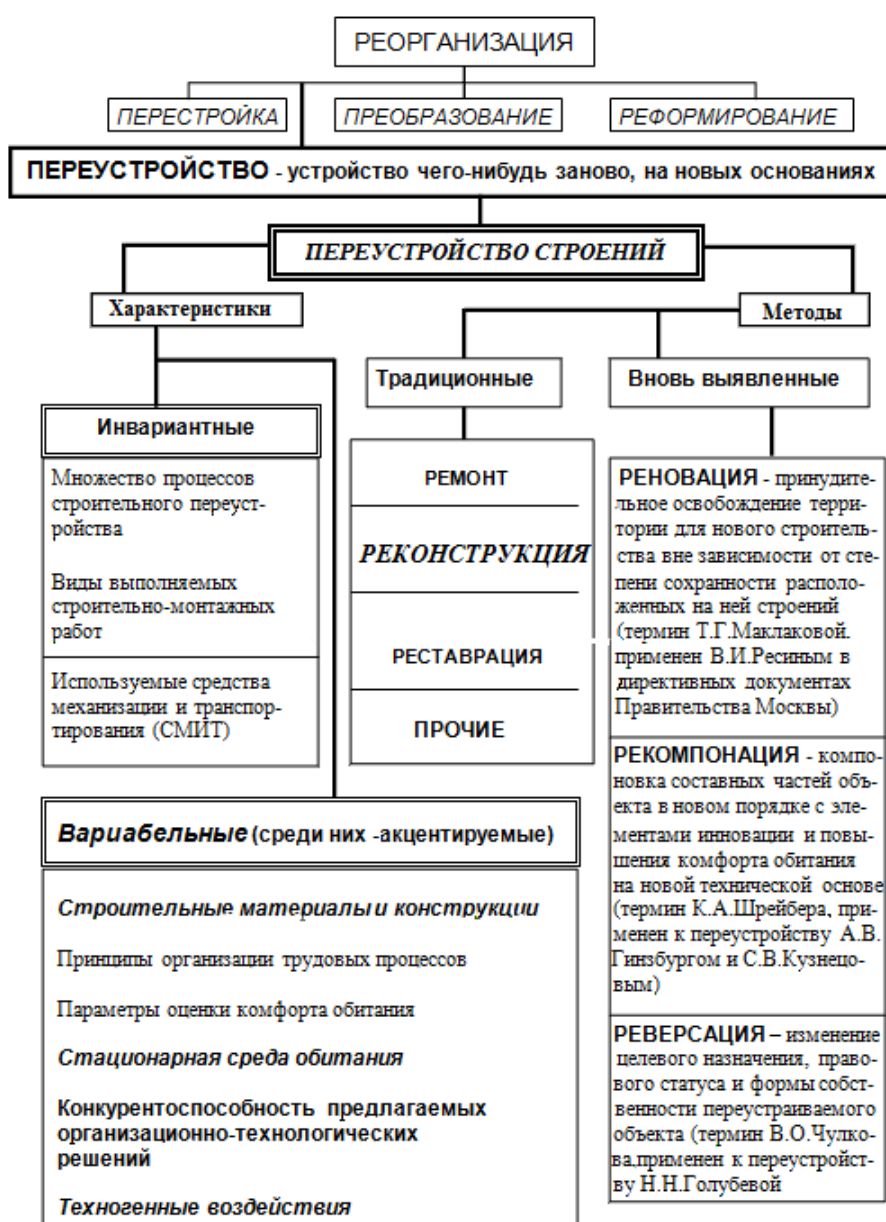 РЕОРГАНИЗАЦИЯ
ПЕРЕСТРОЙКА
ПРЕОБРАЗОВАНИЕ
РЕФОРМИРОВАНИЕ
ПЕРЕУСТРОЙСТВО - устройство чего-нибудь заново, на новых основаниях
ПЕРЕУСТРОЙСТВО СТРОЕНИЙ
Характеристики
Методы
Инвариантные
Множество процессов
строительного переуст-
ройства
Виды выполняемых
строительно-монтажных
работ
Используемые средства
механизации и транспор-
тирования (СМИТ)
Традиционные
РЕМОНТ
РЕКОНСТРУКЦИЯ
РЕСТАВРАЦИЯ
ПРОЧИЕ
Вновь выявленные
РЕНОВАЦИЯ - принудите-
льное освобождение терри-
тории для нового строитель-
ства вне зависимости от сте-
пени сохранности располо-
женных на ней строений
(термин Т.Г.Маклаковой.
применен В.И.Ресиным в
директивных документах
Правительства Москвы)
РЕКОМПОНАЦИЯ - компо-
новка составных частей объ-
екта в новом порядке с эле-
ментами инновации и повы-
шения комфорта обитания
на новой технической основе
(термин К.А.Шрейбера, при-
менен к переустройству А.В.
Гинзбургом и С.В.Кузнецо-
вым)
РЕВЕРСАЦИЯ – изменение
целевого назначения, право-
вого статуса и формы собст-
венности переустраиваемого
объекта (термин В.О.Чулко-
ва,применен к переустройст-
ву Н.Н.Голубевой
Вариабельные (среди них -акцентируемые)
Строительные материалы и конструкции
Принципы организации трудовых процессов
Параметры оценки комфорта обитания
Стационарная среда обитания
Конкурентоспособность предлагаемых
организационно-технологических
решений
Техногенные воздействия